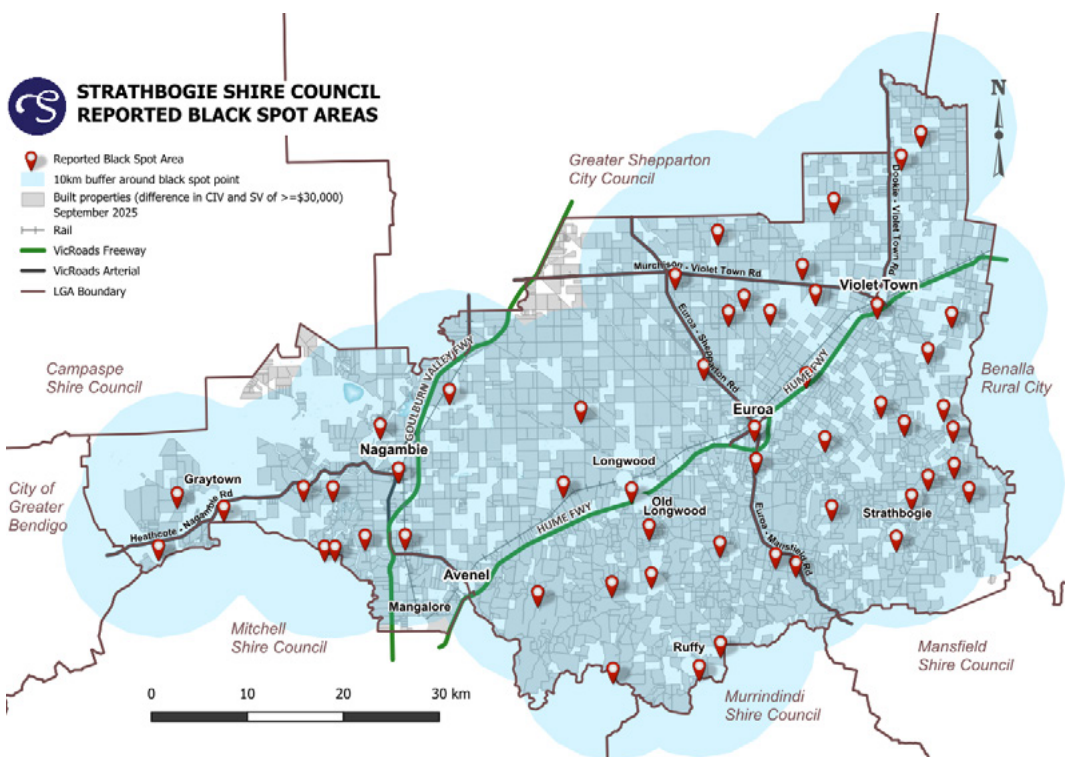 STRATHBOGIE SHIRE COUNCIL
REPORTED BLACK SPOT AREAS
S
Reported Black Spot Area
10km buffer around black spot point
Built properties (difference in CIV and SV of >=$30,000)
September 2025
Rail
VicRoads Freeway
VicRoads Arterial
LGA Boundary
N
Greater Shepparton
City Council
Dookie - Violet Town Rd
Murchison - Violet Town Rd
Violet Town
Euroa - Shepparton Rd
HUME FWY
GOULBURN VALLEY FWY
Campaspe
Shire Council
Benalla
Rural City
Euroa
Nagambie
Longwood
Graytown
City of
Greater
Bendigo
Heathcote - Nagambie Rd
Old
Longwood
HUME FWY
Strathbogie
Euroa - Mansfield Rd
Avenel
Mangalore
Mitchell
Shire Council
Ruffy
Mansfield
Shire Council
Murrindindi
Shire Council
0 10 20 30 km